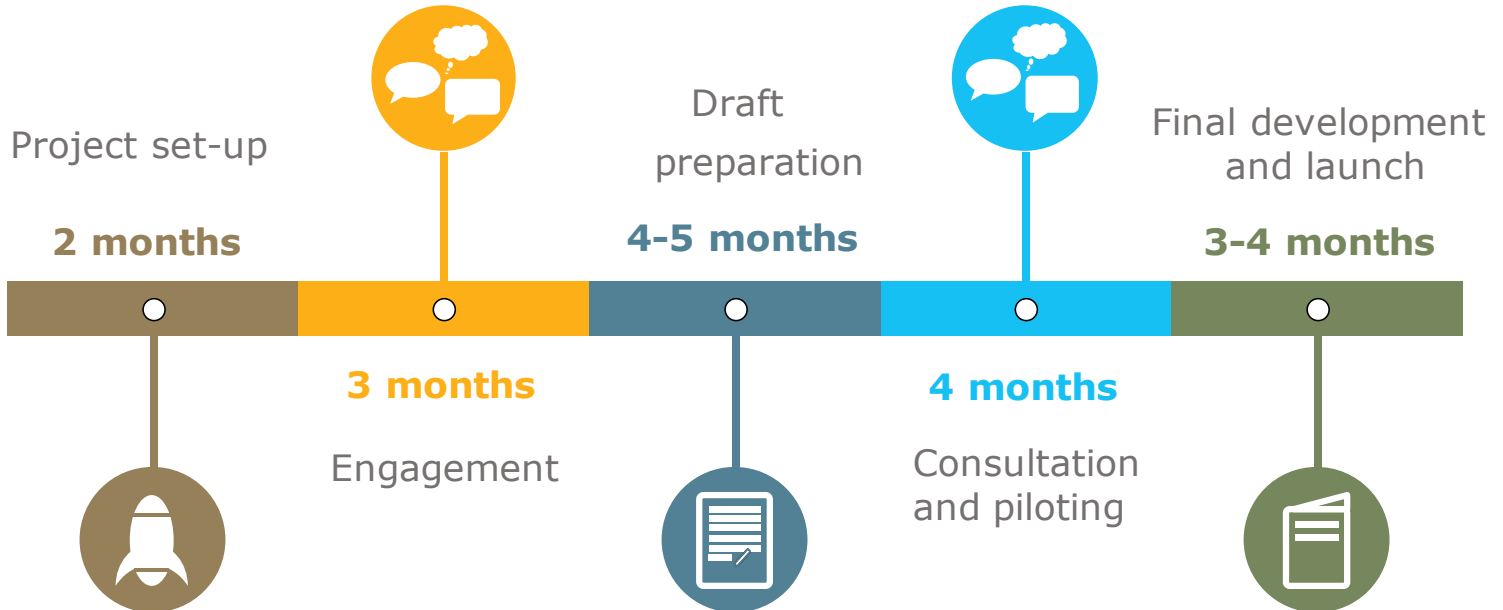 Project set-up
2 months
3 months
Engagement
Draft
preparation
4-5 months
4 months
Consultation
and piloting
Final development
and launch
3-4 months